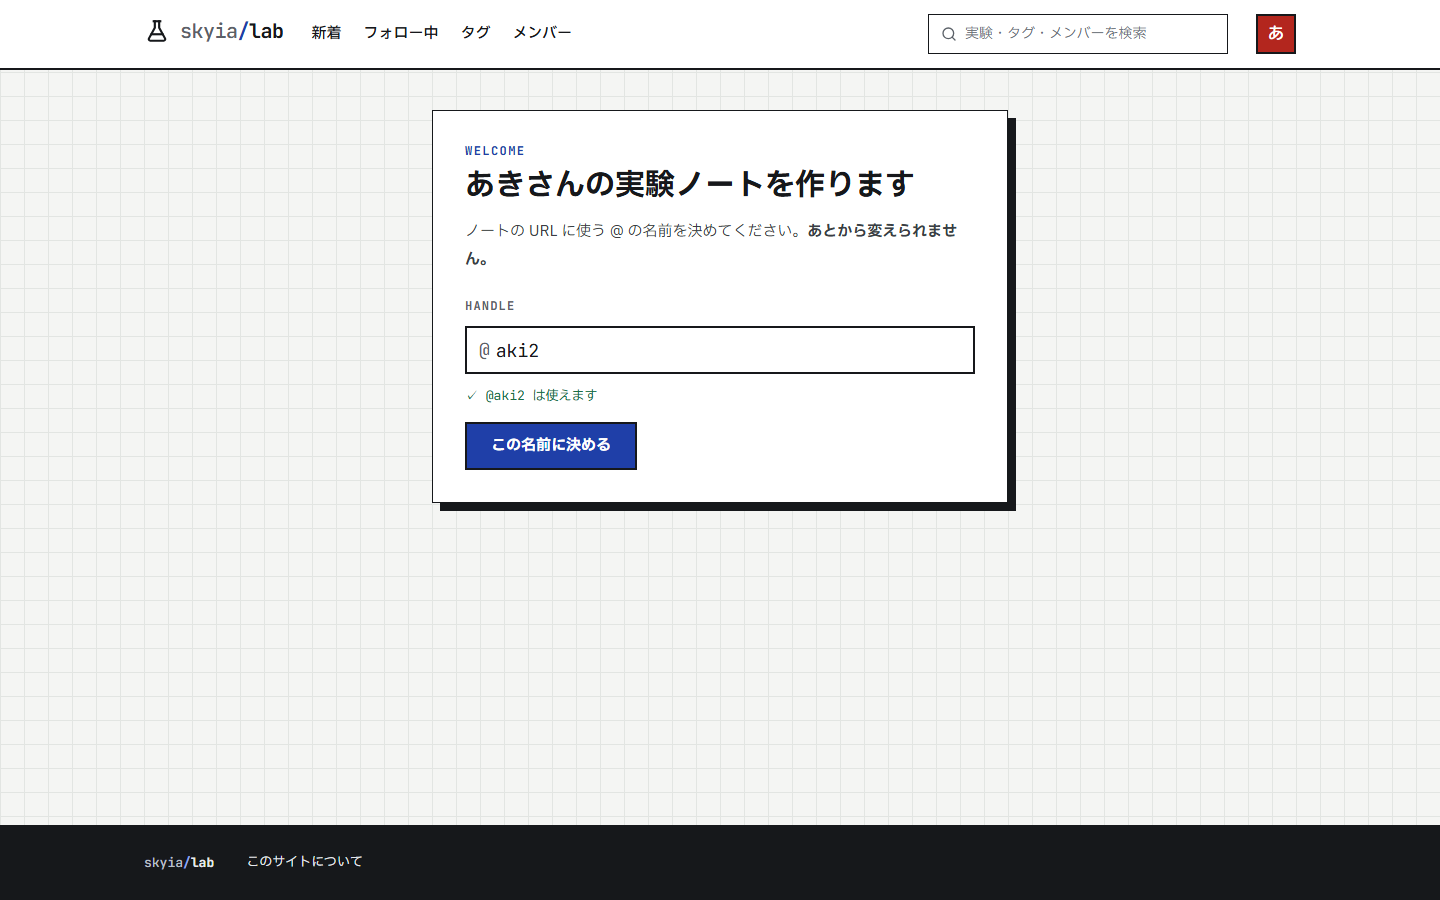 skyia/lab 新着 フォロー中 タグ メンバー 実験・タグ・メンバーを検索 あ
WELCOME
あきさんの実験ノートを作ります
ノートの URL に使う @ の名前を決めてください。あとから変えられませ
ん。
HANDLE
@ aki2
✓ @aki2 は使えます
この名前に決める
skyia/lab このサイトについて